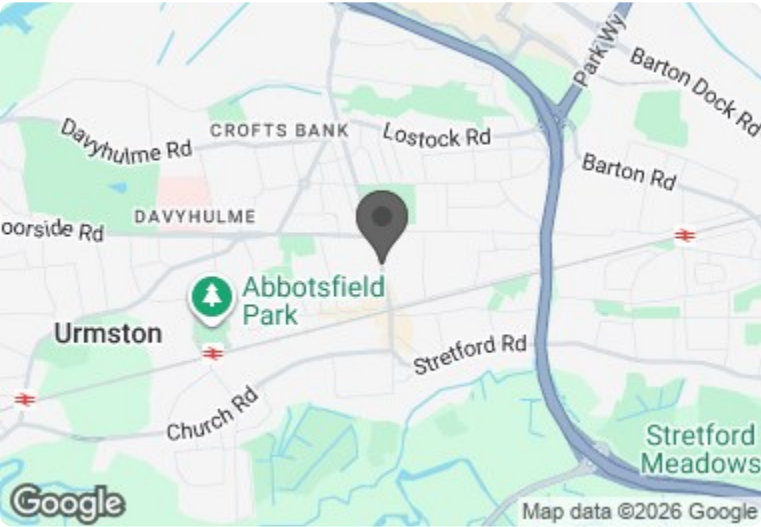 Park Wy
Barton Dock Rd
Davyhulme Rd
CROFTS BANK
Lostock Rd
Barton Rd
DAVYHULME
oorside Rd
Abbotsfield
Park
Urmston
Stretford Rd
Church Rd
Stretford
Meadows
Google
Map data ©2026 Google